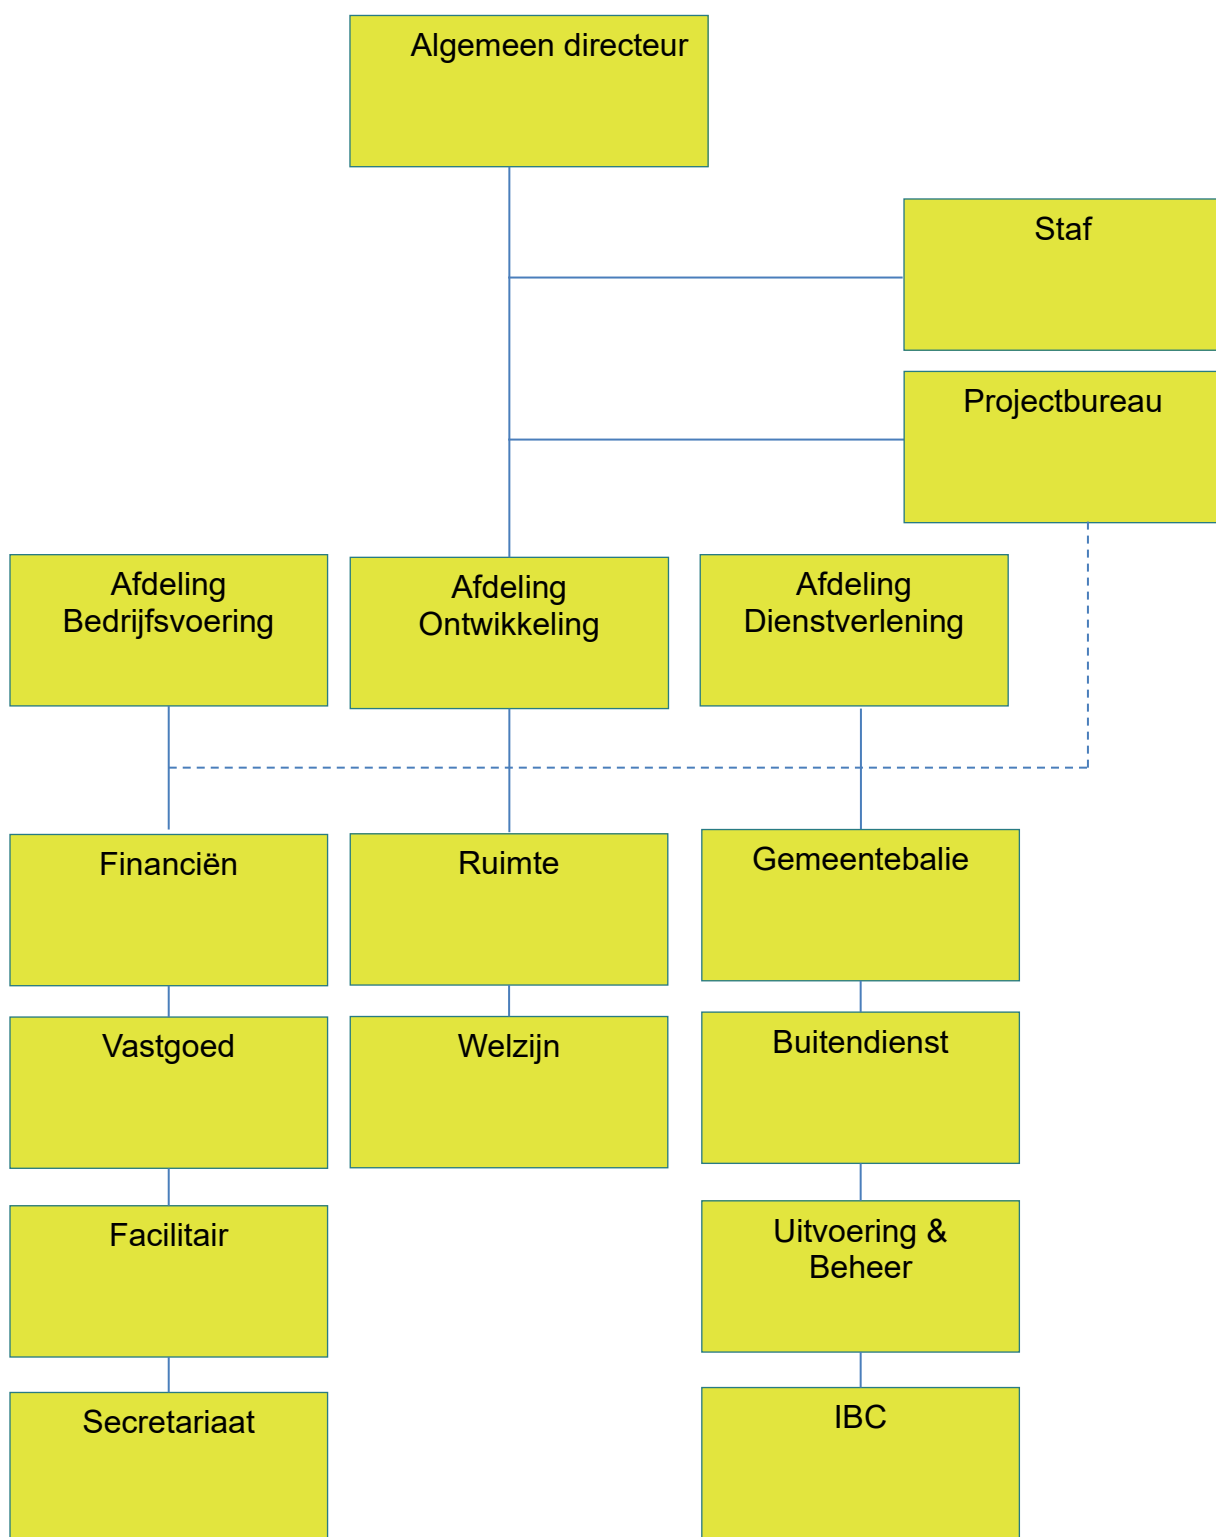 Algemeen directeur
Staf
Projectbureau
Afdeling
Bedrijfsvoering
Afdeling
Ontwikkeling
Afdeling
Dienstverlening
Financiën
Ruimte
Gemeentebalie
Vastgoed
Welzijn
Buitendienst
Facilitair
Uitvoering &
Beheer
Secretariaat
IBC